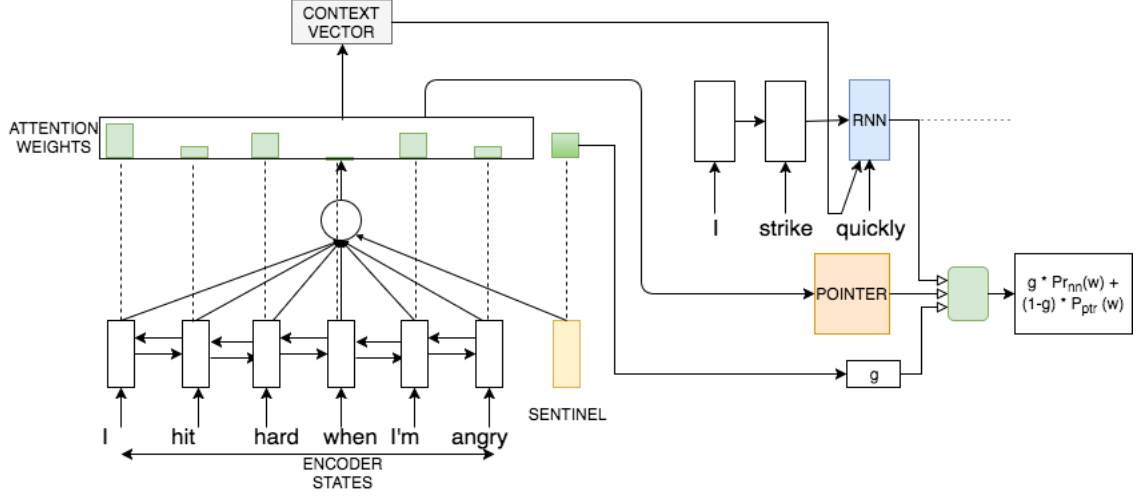 CONTEXT
VECTOR
ATTENTION
WEIGHTS
RNN
I
strike
quickly
POINTER
g * Prnn(w) +
(1-g) * Pptr (w)
g
SENTINEL
I
hit
hard
when
I'm
angry
ENCODER
STATES